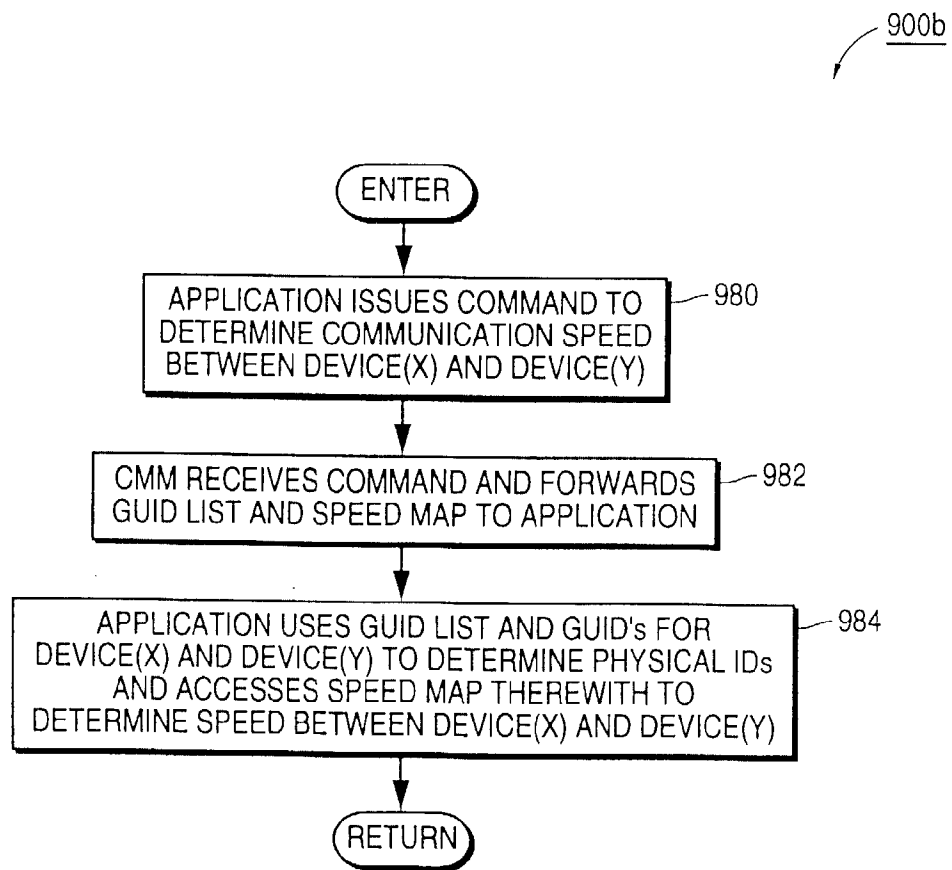 900b
ENTER
APPLICATION ISSUES COMMAND TO
DETERMINE COMMUNICATION SPEED
BETWEEN DEVICE(X) AND DEVICE(Y)
980
CMM RECEIVES COMMAND AND FORWARDS
GUID LIST AND SPEED MAP TO APPLICATION
982
APPLICATION USES GUID LIST AND GUID's FOR
DEVICE(X) AND DEVICE(Y) TO DETERMINE PHYSICAL IDs
AND ACCESSES SPEED MAP THEREWITH TO
DETERMINE SPEED BETWEEN DEVICE(X) AND DEVICE(Y)
984
RETURN